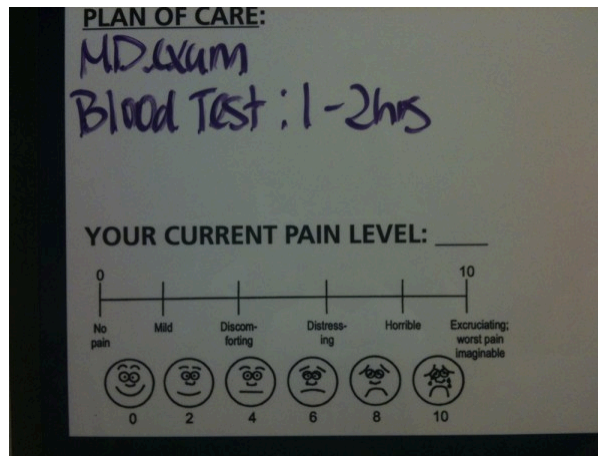 PLAN OF CARE:
MD.exam
Blood Test: 1-2hrs
YOUR CURRENT PAIN LEVEL: ____
0 10
No pain
Mild
Discom-
forting
Distress-
ing
Horrible
Excruciating;
worst pain
imaginable
0 2 4 6 8 10